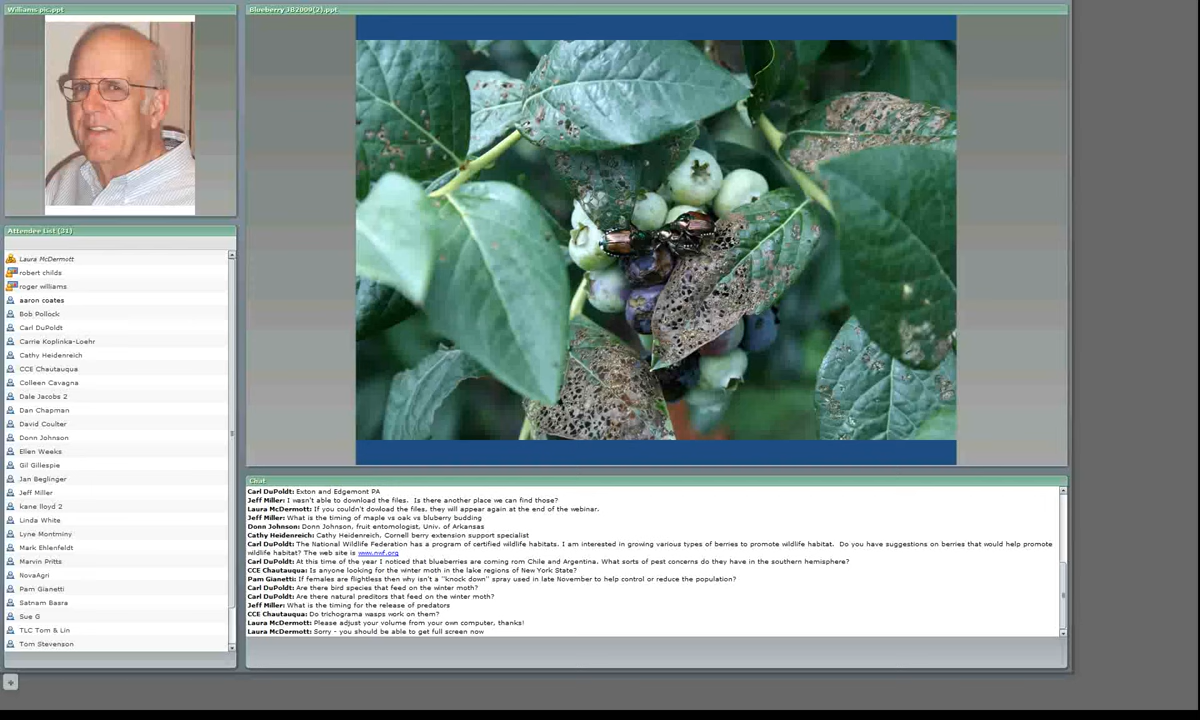 Williams pic.ppt
Blueberry JB2009[2].ppt
Attendee List (31)
Laura McDermott
robert childs
roger williams
aaron coates
Bob Pollock
Carl DuPoldt
Carrie Koplinka-Loehr
Cathy Heidenreich
CCE Chautauqua
Colleen Cavagna
Dale Jacobs 2
Dan Chapman
David Coulter
Donn Johnson
Ellen Weeks
Gil Gillespie
Jan Beglinger
Jeff Miller
kane lloyd 2
Linda White
Lyne Montminy
Mark Ehlenfeldt
Marvin Pritts
NovaAgri
Pam Gianetti
Satnam Basra
Sue G
TLC Tom & Lin
Tom Stevenson
Chat
Carl DuPoldt: Exton and Edgemont PA
Jeff Miller: I wasn't able to download the files. Is there another place we can find those?
Laura McDermott: If you couldn't dowload the files, they will appear again at the end of the webinar.
Jeff Miller: What is the timing of maple vs oak vs bluberry budding
Donn Johnson: Donn Johnson, fruit entomologist, Univ. of Arkansas
Cathy Heidenreich: Cathy Heidenreich, Cornell berry extension support specialist
Carl DuPoldt: The National Wildlife Federation has a program of certified wildlife habitats. I am interested in growing various types of berries to promote wildlife habitat. Do you have suggestions on berries that would help promote
wildlife habitat? The web site is www.nwf.org
Carl DuPoldt: At this time of the year I noticed that blueberries are coming rom Chile and Argentina. What sorts of pest concerns do they have in the southern hemisphere?
CCE Chautauqua: Is anyone looking for the winter moth in the lake regions of New York State?
Pam Gianetti: If females are flightless then why isn't a "knock down" spray used in late November to help control or reduce the population?
Carl DuPoldt: Are there bird species that feed on the winter moth?
Carl DuPoldt: Are there natural preditors that feed on the winter moth?
Jeff Miller: What is the timing for the release of predators
CCE Chautauqua: Do trichograma wasps work on them?
Laura McDermott: Please adjust your volume from your own computer, thanks!
Laura McDermott: Sorry - you should be able to get full screen now